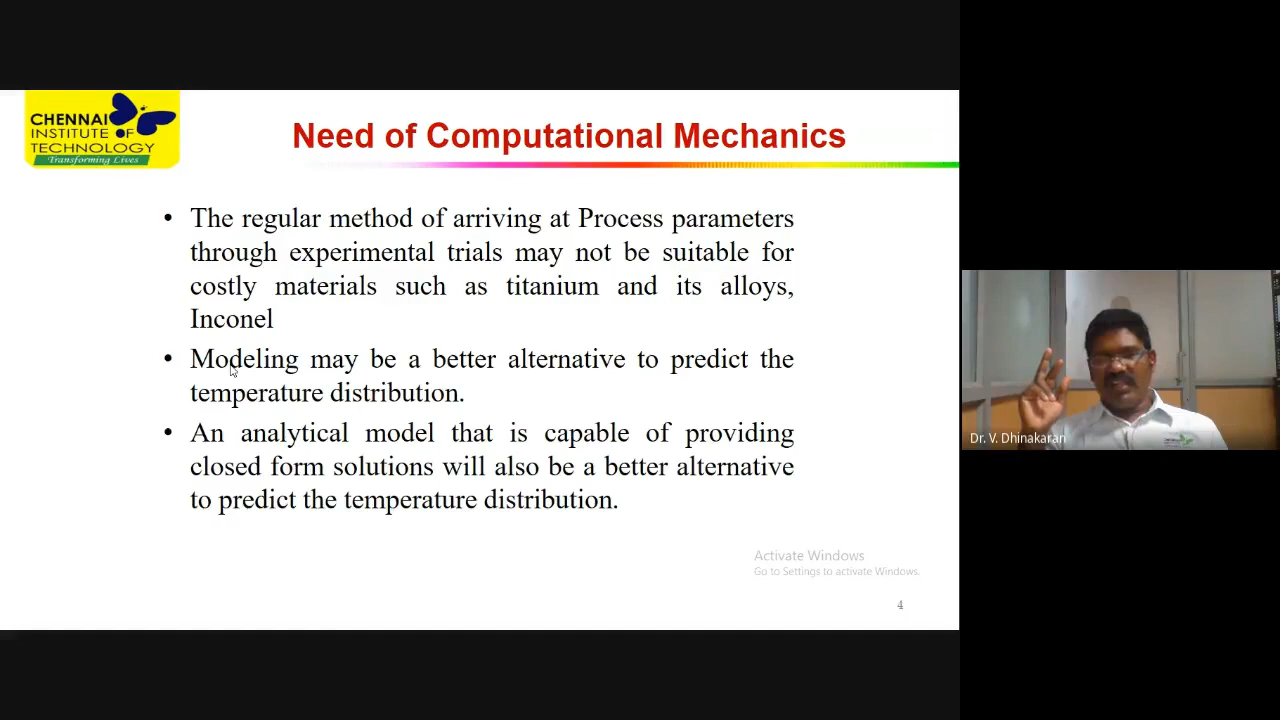 CHENNAI
INSTITUTE OF
TECHNOLOGY
Transforming Lives
Need of Computational Mechanics
• The regular method of arriving at Process parameters
through experimental trials may not be suitable for
costly materials such as titanium and its alloys,
Inconel
• Modeling may be a better alternative to predict the
temperature distribution.
• An analytical model that is capable of providing
closed form solutions will also be a better alternative
to predict the temperature distribution.
Activate Windows
Go to Settings to activate Windows.
4
Dr. V. Dhinakaran